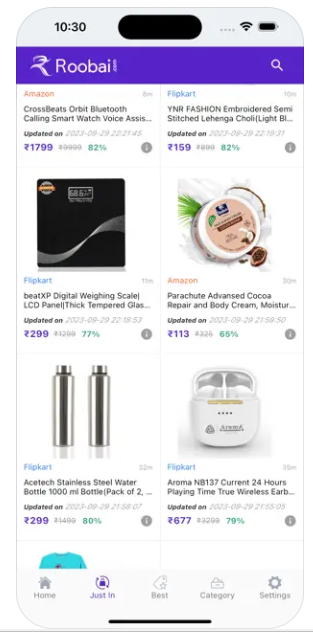 10:30
Roobai.com
Amazon 8m
CrossBeats Orbit Bluetooth
Calling Smart Watch Voice Assis...
Updated on 2023-09-29 22:21:45
₹1799 ₹9999 82%
Flipkart 10m
YNR FASHION Embroidered Semi
Stitched Lehenga Choli(Light Bl...
Updated on 2023-09-29 22:19:31
₹159 ₹899 82%
Flipkart 11m
beatXP Digital Weighing Scale|
LCD Panel|Thick Tempered Glas...
Updated on 2023-09-29 22:18:53
₹299 ₹1299 77%
Amazon 30m
Parachute Advansed Cocoa
Repair and Body Cream, Moistur...
Updated on 2023-09-29 21:59:50
₹113 ₹325 65%
Flipkart 32m
Acetech Stainless Steel Water
Bottle 1000 ml Bottle(Pack of 2, ...
Updated on 2023-09-29 21:58:07
₹299 ₹1499 80%
AROMA
Flipkart 35m
Aroma NB137 Current 24 Hours
Playing Time True Wireless Earb...
Updated on 2023-09-29 21:55:05
₹677 ₹3299 79%
Home
Just In
Best
Category
Settings